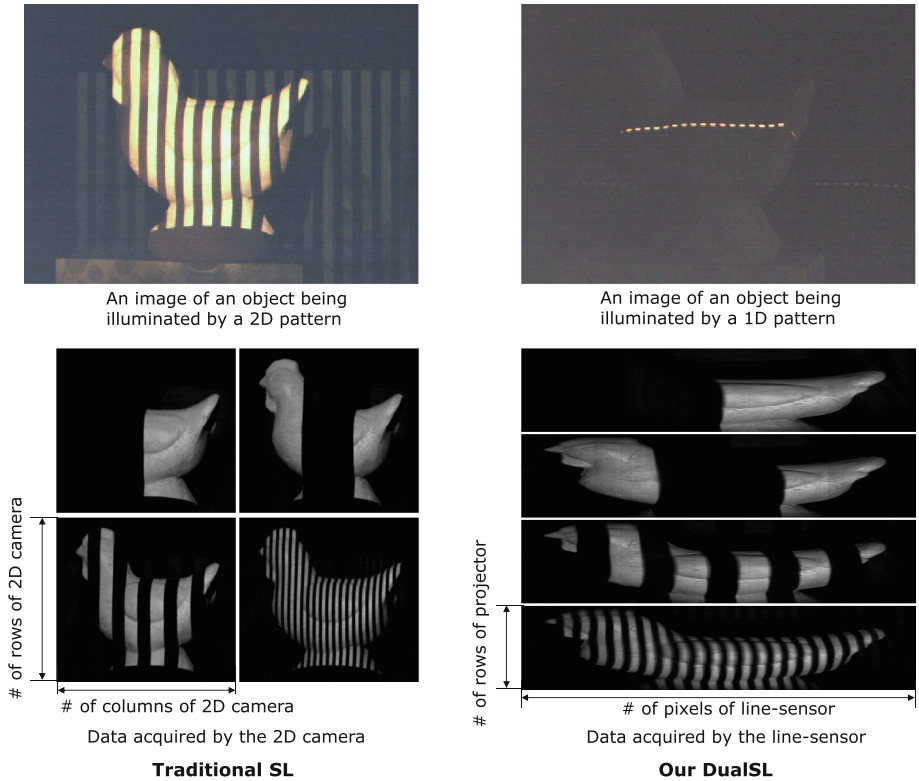 An image of an object being
illuminated by a 2D pattern
An image of an object being
illuminated by a 1D pattern
# of rows of 2D camera
# of columns of 2D camera
Data acquired by the 2D camera
Traditional SL
# of rows of projector
# of pixels of line-sensor
Data acquired by the line-sensor
Our DualSL